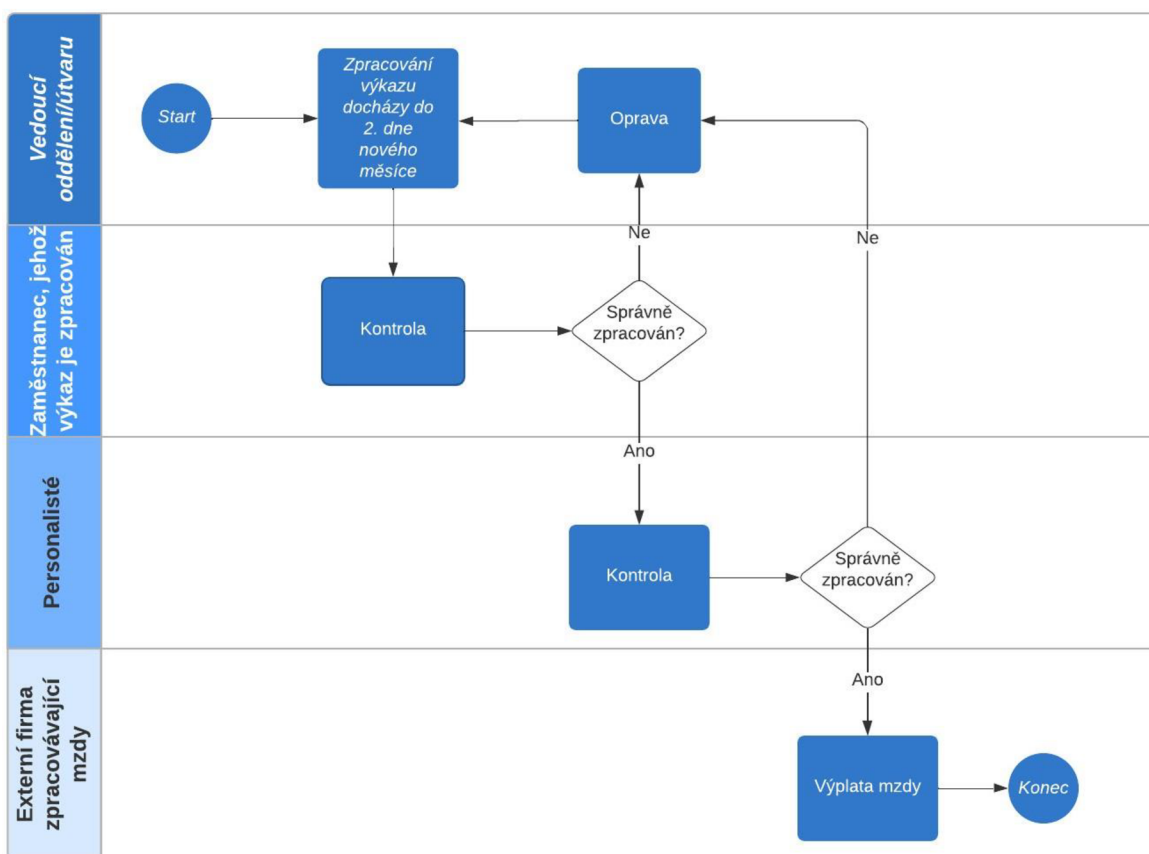 Vedoucí
oddělení/útvaru
Start
Zpracování
výkazu
docházy do
2. dne
nového
měsíce
Oprava
Ne
Ne
Zaměstnanec, jehož
výkaz je zpracován
Kontrola
Správně
zpracován?
Ano
Personalisté
Kontrola
Správně
zpracován?
Ano
Externí firma
zpracovávající
mzdy
Výplata mzdy
Konec